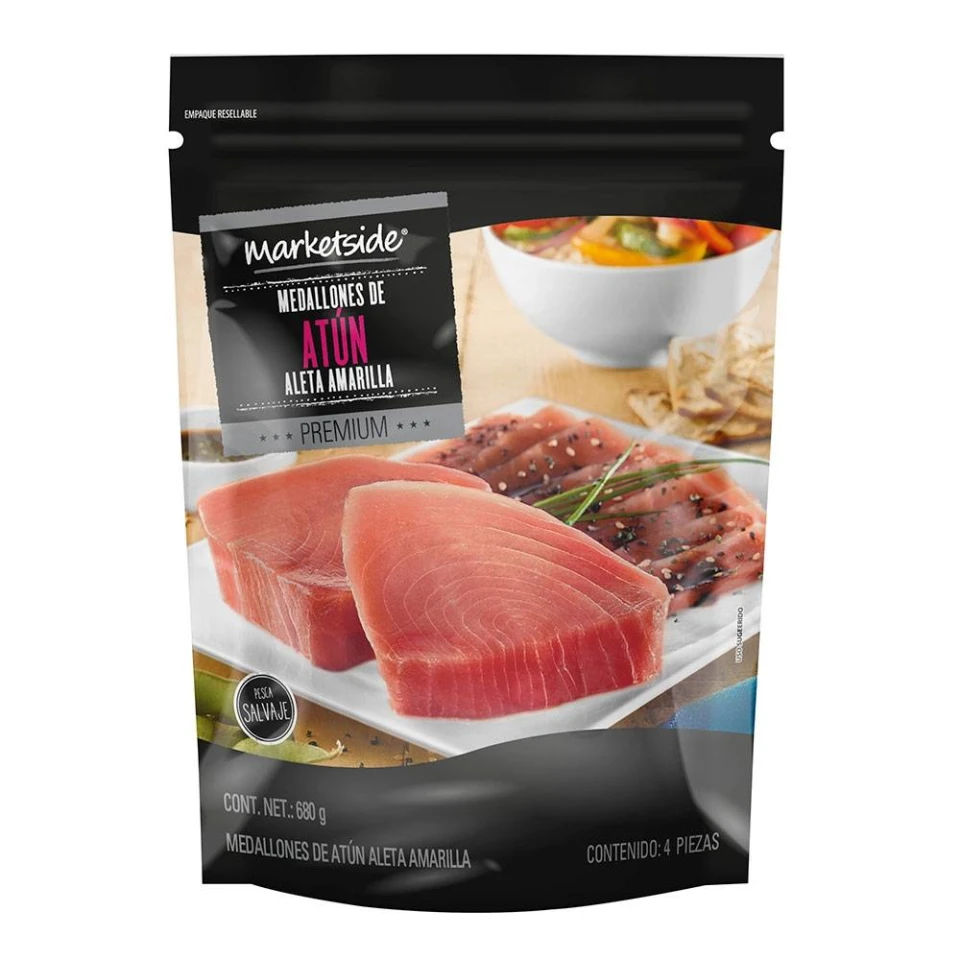 EMPAQUE RESELLABLE
marketside®
MEDALLONES DE
ATÚN
ALETA AMARILLA
PREMIUM
USO SUGEERIDO
PESCA
SALVAJE
CONT. NET.: 680 g
MEDALLONES DE ATÚN ALETA AMARILLA
CONTENIDO: 4 PIEZAS